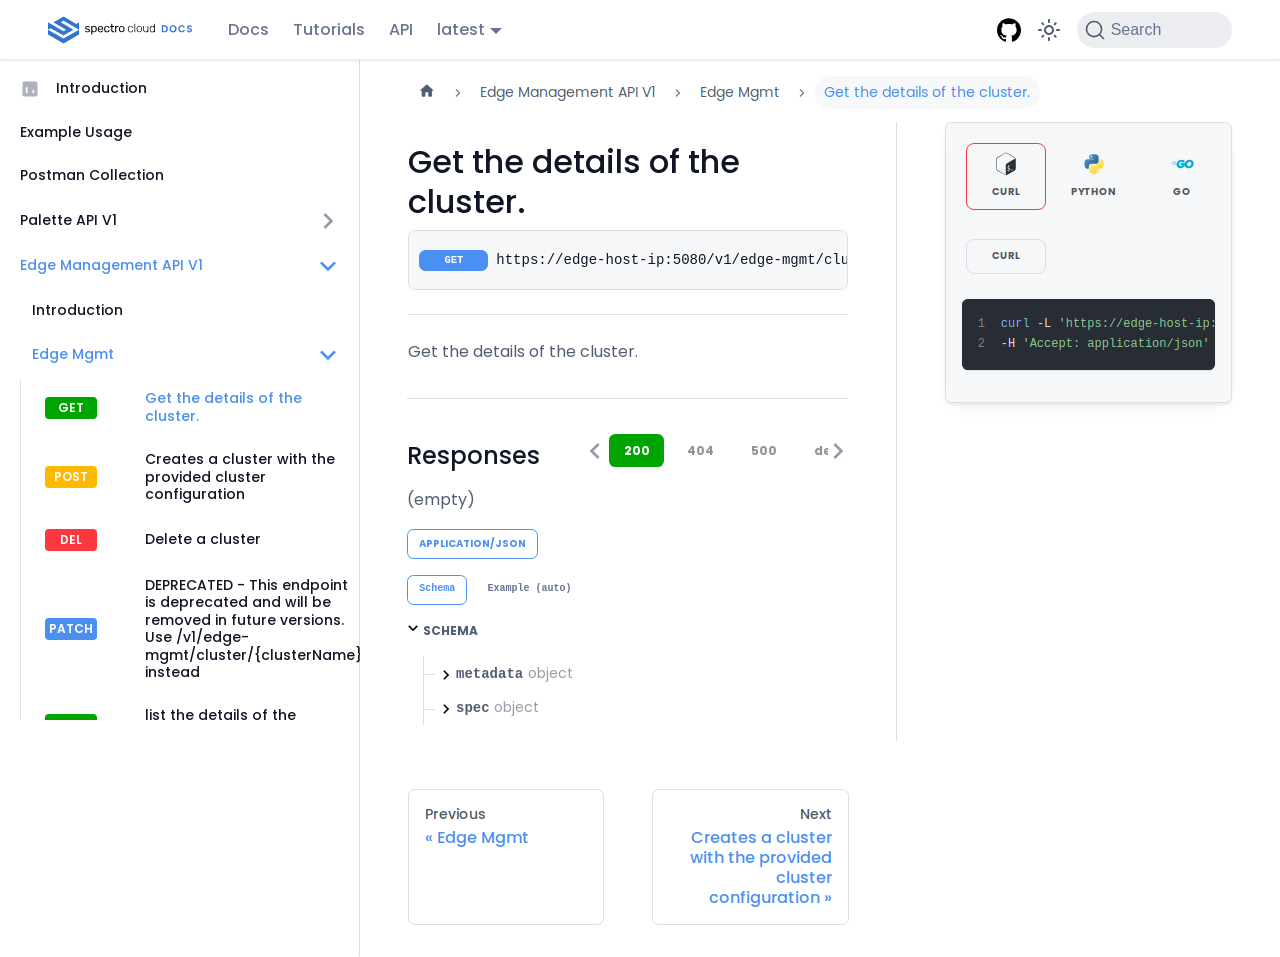 spectro cloud DOCS Docs Tutorials API latest Search
Introduction
Example Usage
Postman Collection
Palette API V1
Edge Management API V1
Introduction
Edge Mgmt
GET Get the details of the
cluster.
POST Creates a cluster with the
provided cluster
configuration
DEL Delete a cluster
PATCH DEPRECATED - This endpoint
is deprecated and will be
removed in future versions.
Use /v1/edge-
mgmt/cluster/{clusterName}
instead
list the details of the
Edge Management API V1 Edge Mgmt Get the details of the cluster.
Get the details of the
cluster.
GET https://edge-host-ip:5080/v1/edge-mgmt/clu
Get the details of the cluster.
Responses 200 404 500 de
(empty)
APPLICATION/JSON
Schema Example (auto)
SCHEMA
metadata object
spec object
Previous
« Edge Mgmt
Next
Creates a cluster
with the provided
cluster
configuration »
CURL PYTHON GO
CURL
1 curl -L 'https://edge-host-ip:
2 -H 'Accept: application/json'